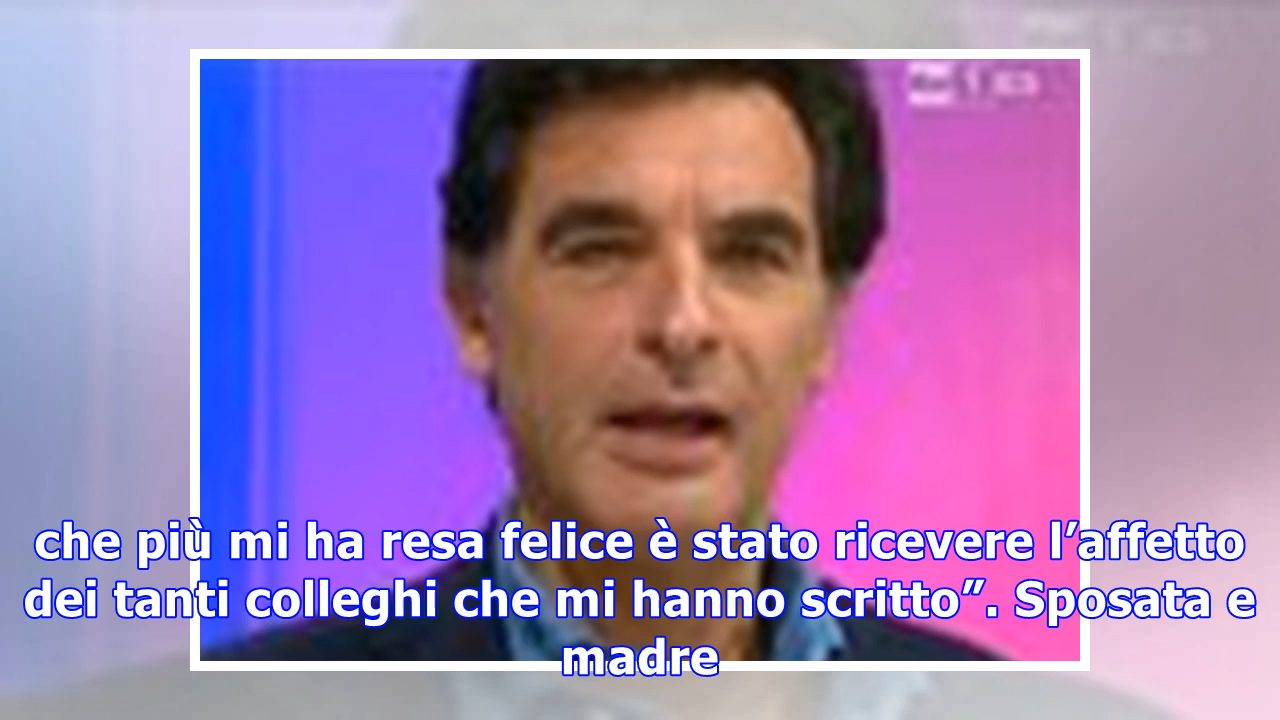 che più mi ha resa felice è stato ricevere l’affetto
dei tanti colleghi che mi hanno scritto”. Sposata e
madre